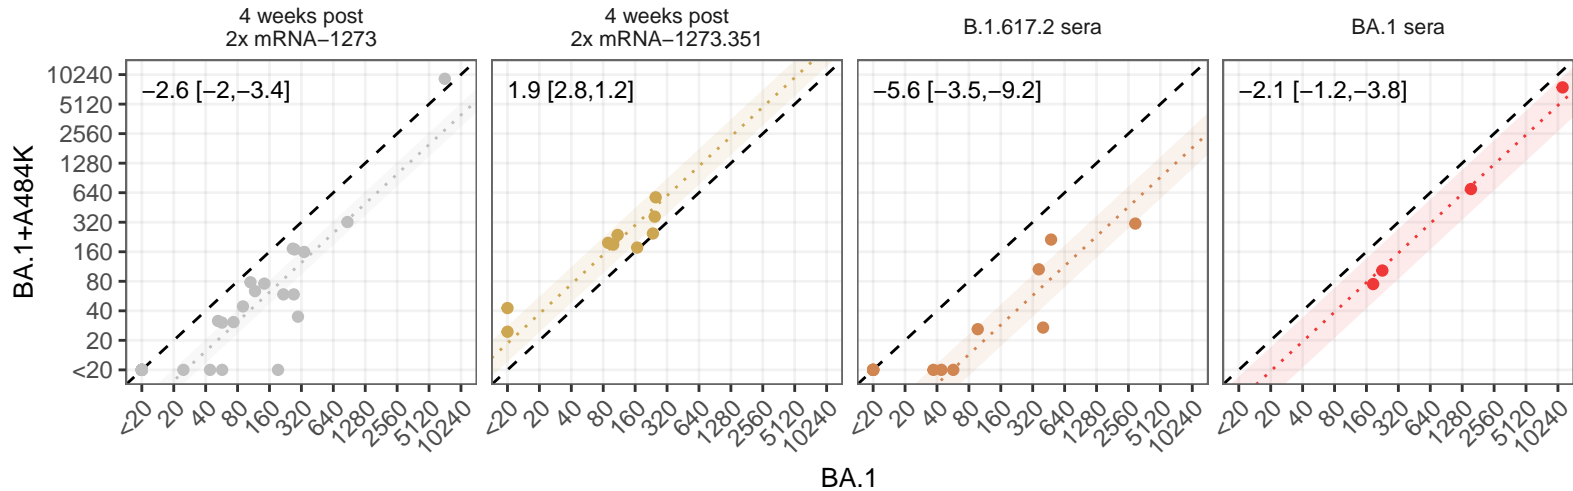 4 weeks post
2x mRNA−1273
4 weeks post
2x mRNA−1273.351
B.1.617.2 sera
BA.1 sera
BA.1+A484K
10240
5120
2560
1280
640
320
160
80
40
20
<20
−2.6 [−2,−3.4]
1.9 [2.8,1.2]
−5.6 [−3.5,−9.2]
−2.1 [−1.2,−3.8]
<20 20 40 80 160 320 640 1280 2560 5120 10240
<20 20 40 80 160 320 640 1280 2560 5120 10240
<20 20 40 80 160 320 640 1280 2560 5120 10240
<20 20 40 80 160 320 640 1280 2560 5120 10240
BA.1